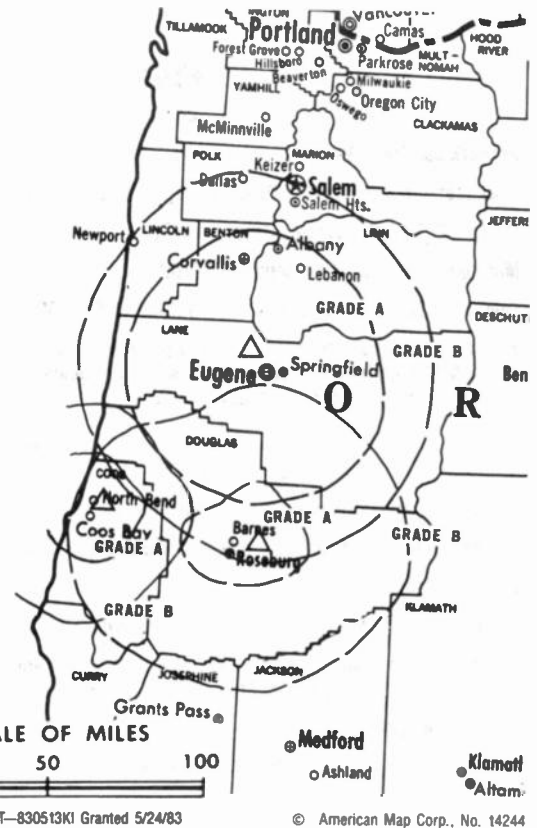 INGTON
Vancouver
TILLAMOOK
Portland
Camas
HOOD
RIVER
Forest Grove
Hillsboro
Parkrose
MULT-
NOMAH
Beaverton
Milwaukie
YAMHILL
Oswego
Oregon City
McMinnville
CLACKAMAS
POLK
MARION
Keizer
Dallas
Salem
Salem Hts.
JEFFER
Newport
LINCOLN
BENTON
LINN
Albany
Corvallis
Lebanon
GRADE A
DESCHUT
LANE
GRADE B
Eugene
Springfield
Ben
O
R
DOUGLAS
COOS
North Bend
Coos Bay
GRADE A
GRADE A
Barnes
Roseburg
GRADE B
GRADE B
KLAMATH
CURRY
JOSEPHINE
JACKSON
Grants Pass
ALE OF MILES
50
100
Medford
Ashland
Klamatl
Altam
T—830513KI Granted 5/24/83
© American Map Corp., No. 14244